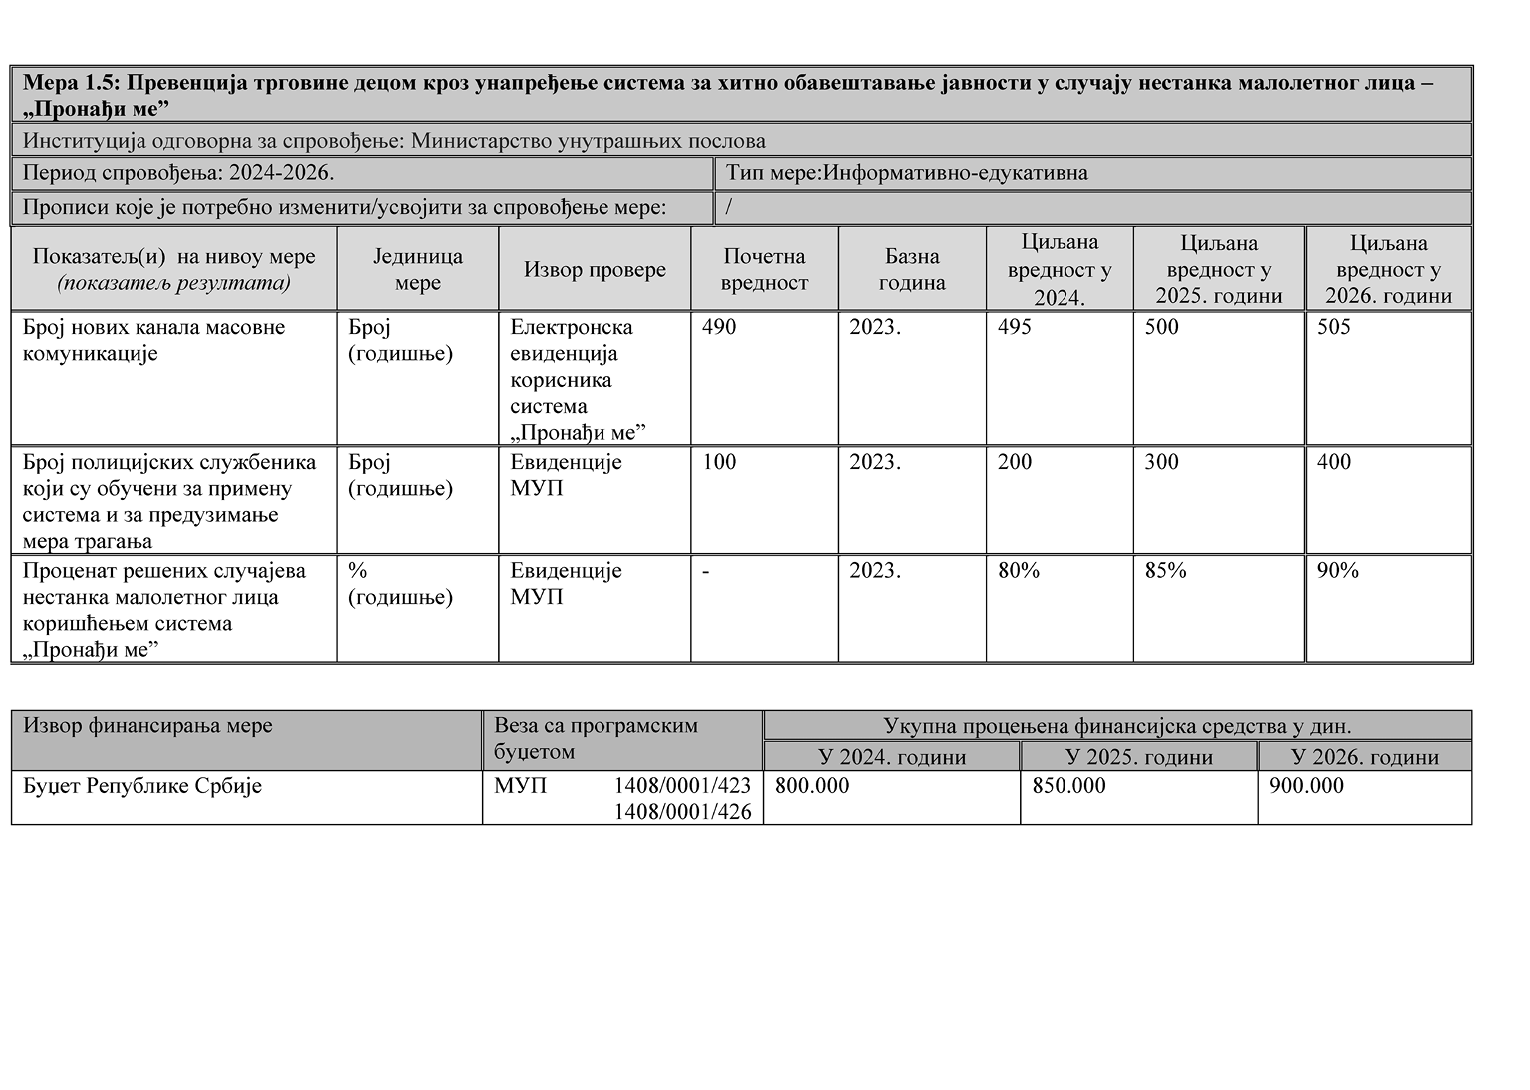 Мера 1.5: Превенција трговине децом кроз унапређење система за хитно обавештавање јавности у случају нестанка малолетног лица –
„Пронађи ме”
Институција одговорна за спровођење: Министарство унутрашњих послова
Период спровођења: 2024-2026.
Тип мере:Информативно-едукативна
Прописи које је потребно изменити/усвојити за спровођење мере:
/
Показатељ(и) на нивоу мере
(показатељ резултата)
Јединица
мере
Извор провере
Почетна
вредност
Базна
година
Циљана
вредност у
2024.
Циљана
вредност у
2025. години
Циљана
вредност у
2026. години
Број нових канала масовне
комуникације
Број
(годишње)
Електронска
евиденција
корисника
система
„Пронађи ме”
490
2023.
495
500
505
Број полицијских службеника
који су обучени за примену
система и за предузимање
мера трагања
Број
(годишње)
Евиденције
МУП
100
2023.
200
300
400
Проценат решених случајева
нестанка малолетног лица
коришћењем система
„Пронађи ме”
%
(годишње)
Евиденције
МУП
-
2023.
80%
85%
90%
Извор финансирања мере
Веза са програмским
буџетом
Укупна процењена финансијска средства у дин.
У 2024. години
У 2025. години
У 2026. години
Буџет Републике Србије
МУП 1408/0001/423
1408/0001/426
800.000
850.000
900.000